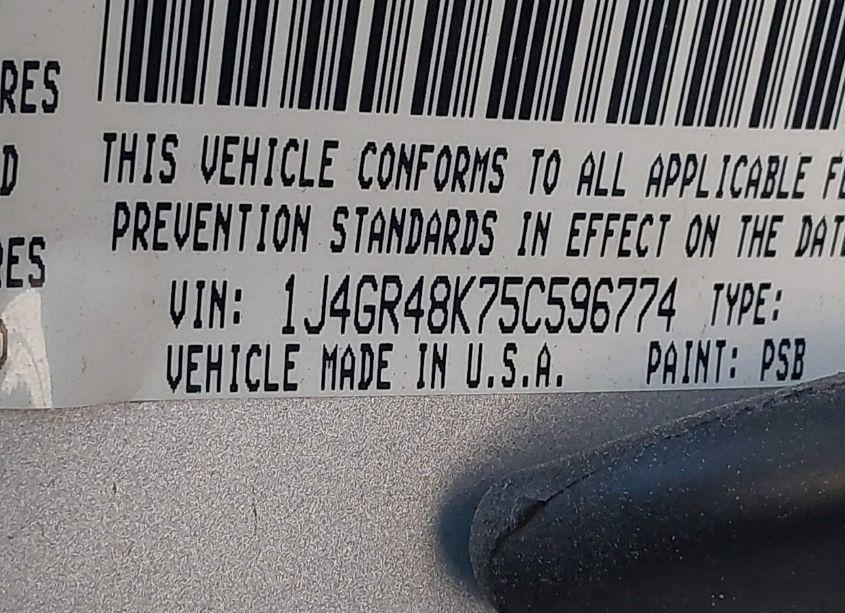 RES
THIS VEHICLE CONFORMS TO ALL APPLICABLE
D
PREVENTION STANDARDS IN EFFECT ON THE DATE
RES
VIN: 1J4GR48K75C596774 TYPE:
VEHICLE MADE IN U.S.A. PAINT: PSB